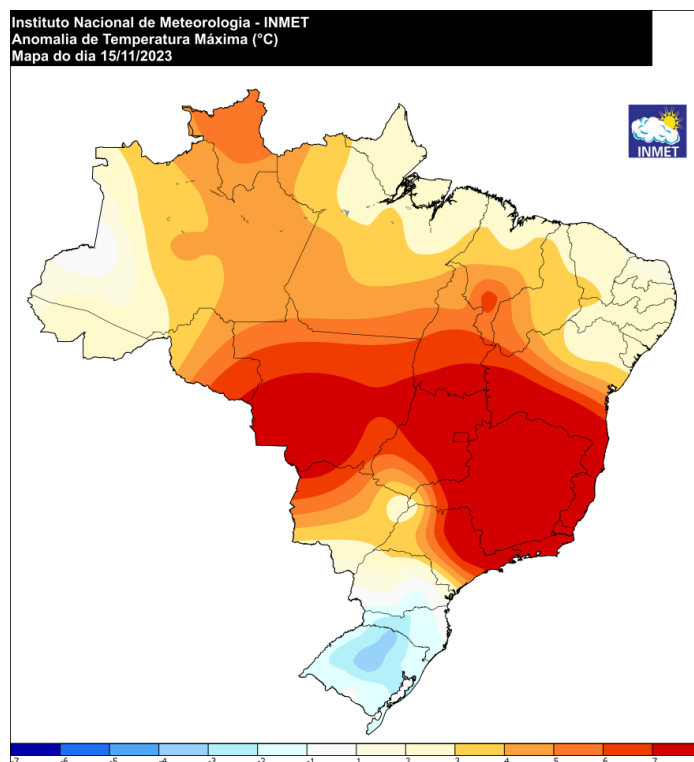 Instituto Nacional de Meteorologia - INMET
Anomalia de Temperatura Máxima (°C)
Mapa do dia 15/11/2023
INMET
-7 -6 -5 -4 -3 -2 -1 1 2 3 4 5 6 7